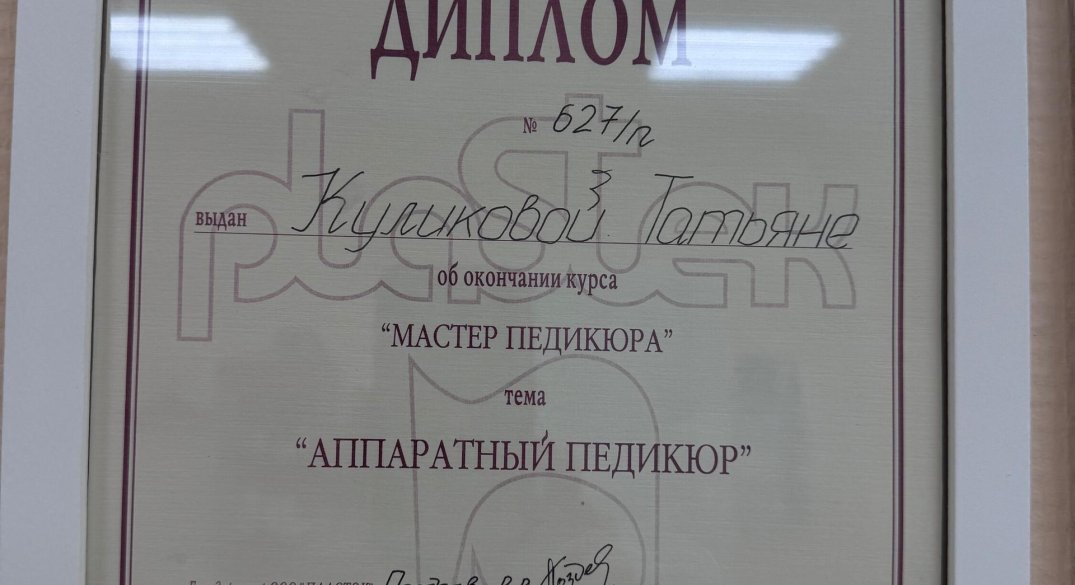 ДИПЛОМ
№ 627/п
выдан Куликовой Татьяне
об окончании курса
“МАСТЕР ПЕДИКЮРА”
тема
“АППАРАТНЫЙ ПЕДИКЮР”